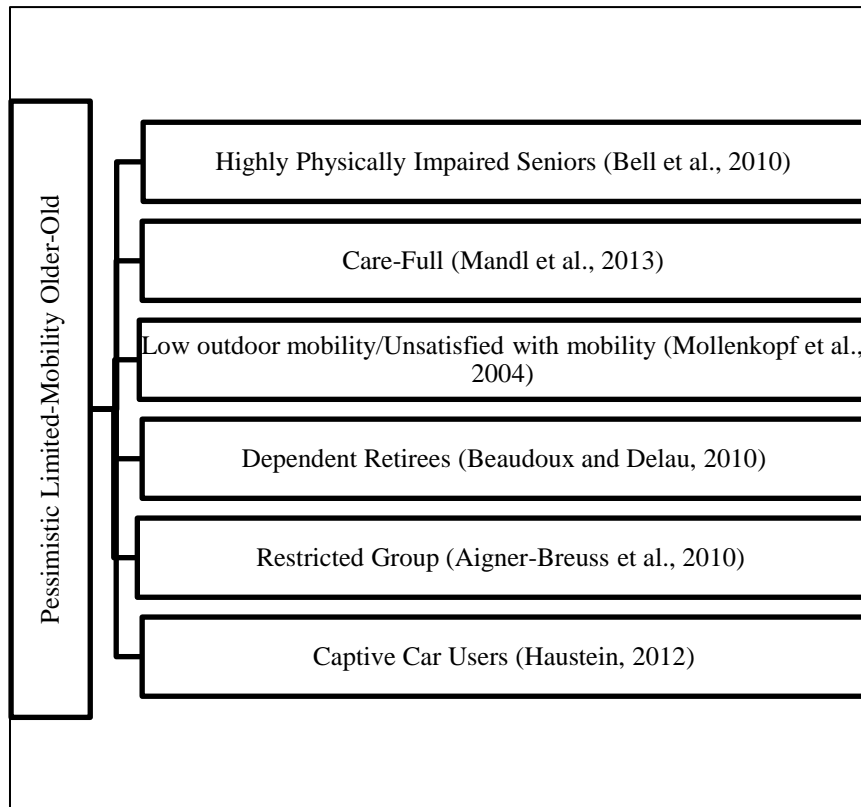 Pessimistic Limited-Mobility Older-Old
Highly Physically Impaired Seniors (Bell et al., 2010)
Care-Full (Mandl et al., 2013)
Low outdoor mobility/Unsatisfied with mobility (Mollenkopf et al.,
2004)
Dependent Retirees (Beaudoux and Delau, 2010)
Restricted Group (Aigner-Breuss et al., 2010)
Captive Car Users (Haustein, 2012)